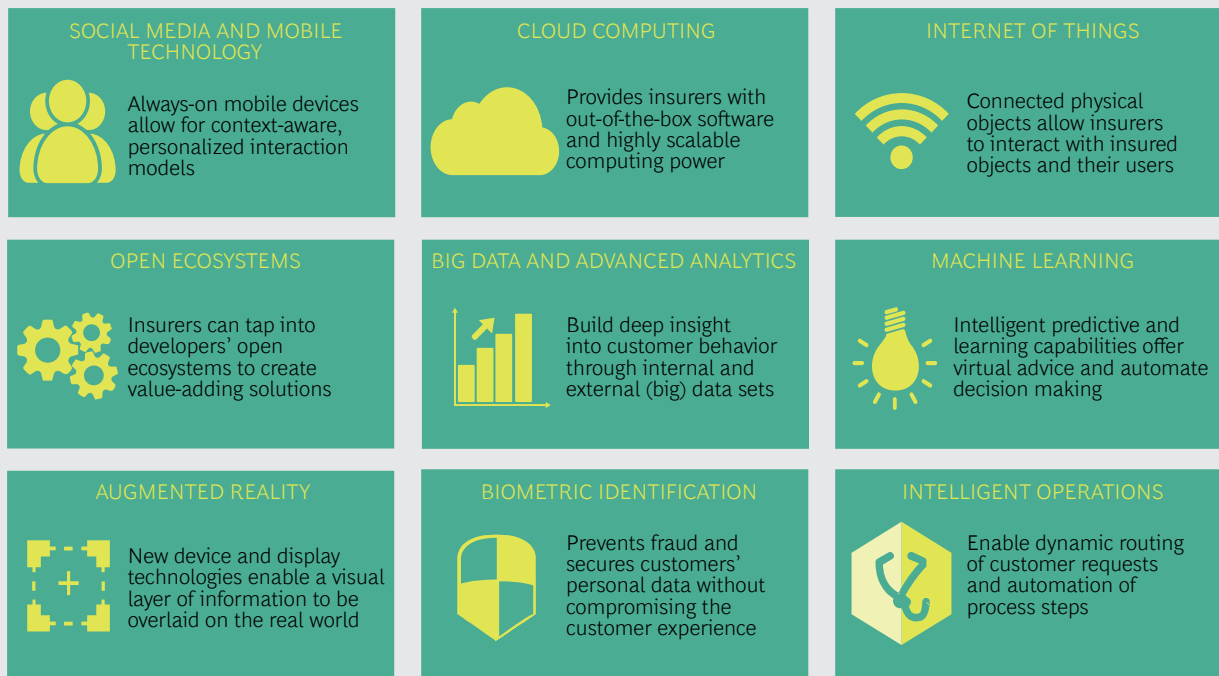 SOCIAL MEDIA AND MOBILE
TECHNOLOGY
Always-on mobile devices
allow for context-aware,
personalized interaction
models
CLOUD COMPUTING
Provides insurers with
out-of-the-box software
and highly scalable
computing power
INTERNET OF THINGS
Connected physical
objects allow insurers
to interact with insured
objects and their users
OPEN ECOSYSTEMS
Insurers can tap into
developers’ open
ecosystems to create
value-adding solutions
BIG DATA AND ADVANCED ANALYTICS
Build deep insight
into customer behavior
through internal and
external (big) data sets
MACHINE LEARNING
Intelligent predictive and
learning capabilities offer
virtual advice and automate
decision making
AUGMENTED REALITY
New device and display
technologies enable a visual
layer of information to be
overlaid on the real world
BIOMETRIC IDENTIFICATION
Prevents fraud and
secures customers’
personal data without
compromising the
customer experience
INTELLIGENT OPERATIONS
Enable dynamic routing
of customer requests
and automation of
process steps